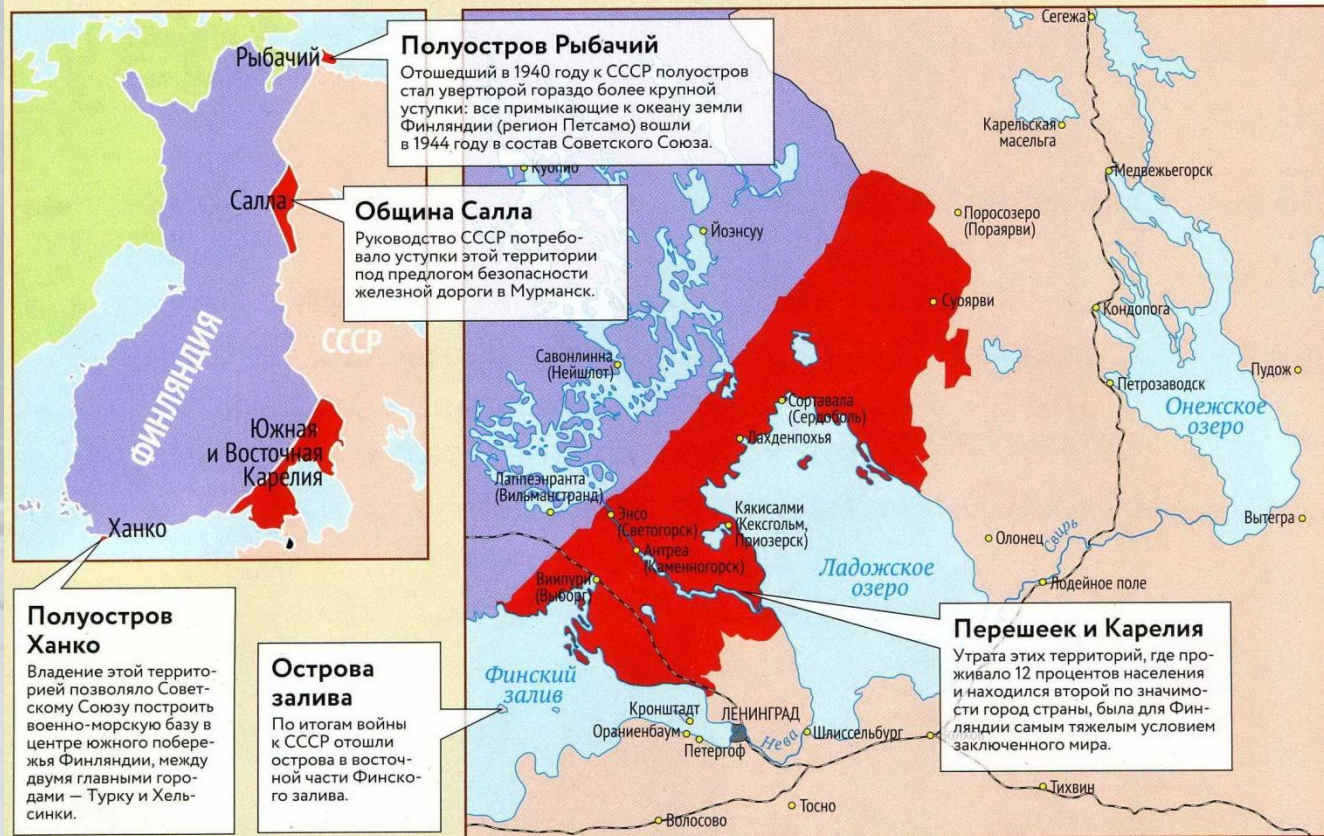 Рыбачий
Салла
ФИНЛЯНДИЯ
СССР
Южная
и Восточная
Карелия
Ханко
Полуостров Рыбачий
Отошедший в 1940 году к СССР полуостров
стал увертюрой гораздо более крупной
уступки: все примыкающие к океану земли
Финляндии (регион Петсамо) вошли
в 1944 году в состав Советского Союза.
Община Салла
Руководство СССР потребо-
вало уступки этой территории
под предлогом безопасности
железной дороги в Мурманск.
Полуостров
Ханко
Владение этой террито-
рией позволяло Совет-
скому Союзу построить
военно-морскую базу в
центре южного побере-
жья Финляндии, между
двумя главными горо-
дами — Турку и Хель-
синки.
Острова
залива
По итогам войны
к СССР отошли
острова в восточ-
ной части Финско-
го залива.
Перешеек и Карелия
Утрата этих территорий, где про-
живало 12 процентов населения
и находился второй по значимо-
сти город страны, была для Фин-
ляндии самым тяжелым условием
заключенного мира.
Сегежа
Карельская
масельга
Медвежьегорск
Куопио
Поросозеро
(Пораярви)
Йоэнсуу
Суоярви
Кондопога
Савонлинна
(Нейшлот)
Пудож
Петрозаводск
Онежское
озеро
Сортавала
(Сердоболь)
Лахденпохья
Лаппеэнранта
(Вильманстранд)
Энсо
(Светогорск)
Кякисалми
(Кексгольм,
Приозерск)
Вытегра
Олонец
Свирь
Антреа
(Каменногорск)
Ладожское
озеро
Виипури
(Выборг)
Лодейное поле
Финский
залив
Кронштадт
ЛЕНИНГРАД
Ораниенбаум
Петергоф
Нева
Шлиссельбург
Волхов
Тихвин
Тосно
Волосово